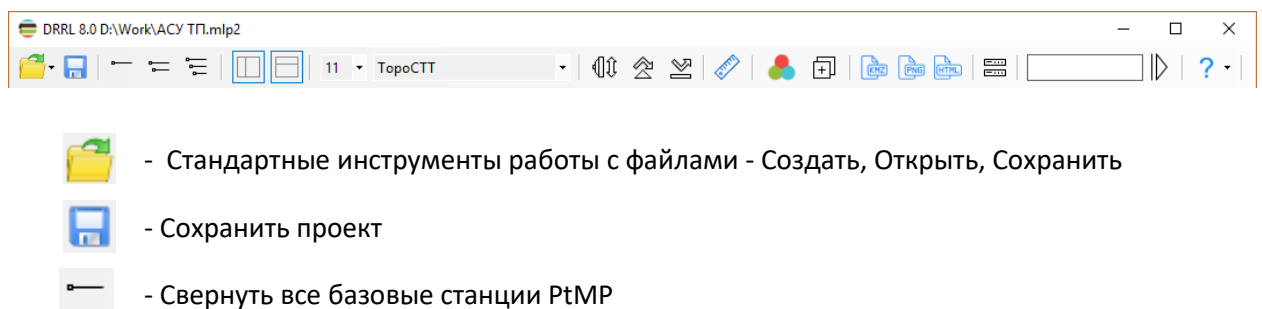 DRRL 8.0 D:\Work\АСУ ТП.mlp2
11 TopoCTT KMZ PNG HTML ?
- Стандартные инструменты работы с файлами - Создать, Открыть, Сохранить
- Сохранить проект
- Свернуть все базовые станции PtMP